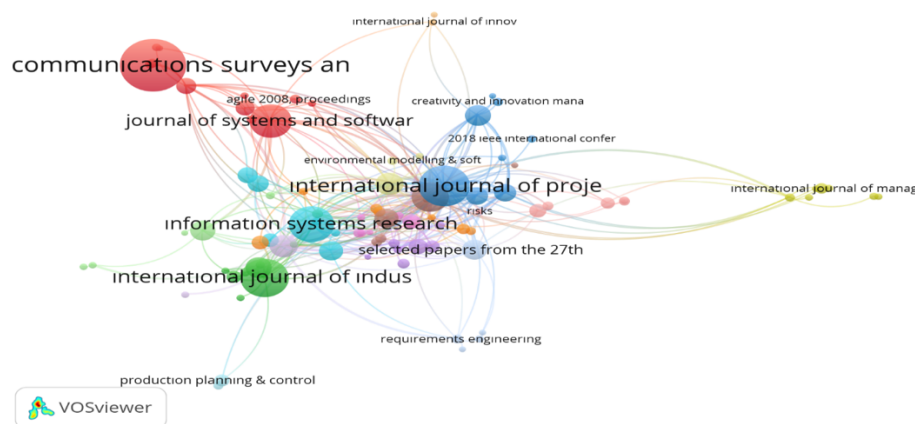 international journal of innov
communications surveys an
agile 2008, proceedings
creativity and innovation mana
journal of systems and softwar
2018 ieee international confer
environmental modelling & soft
international journal of proje
international journal of manag
risks
information systems research
selected papers from the 27th
international journal of indus
requirements engineering
production planning & control
VOSviewer